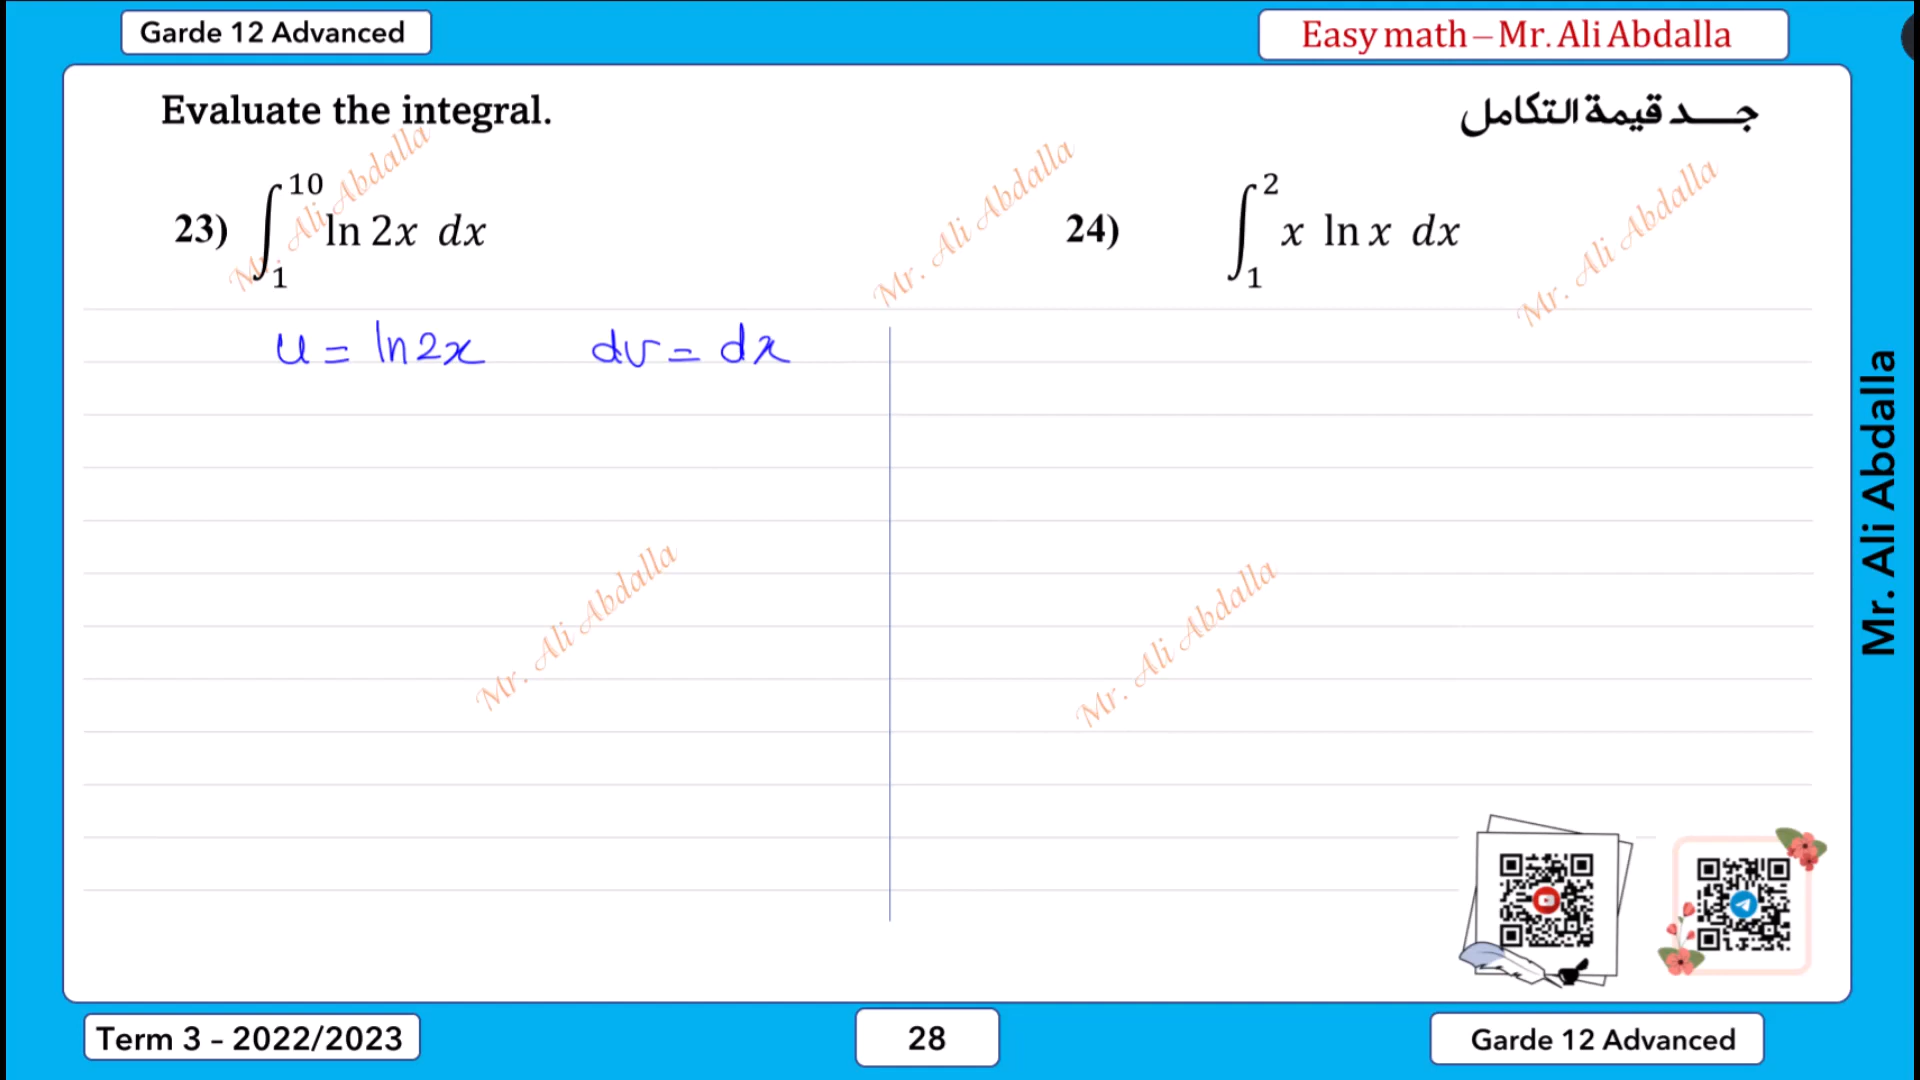 Garde 12 Advanced
Easy math – Mr. Ali Abdalla
Evaluate the integral.
جـــد قيمة التكامل
23) ∫₁¹⁰ ln 2x dx
24) ∫₁² x ln x dx
Mr. Ali Abdalla
Mr. Ali Abdalla
Mr. Ali Abdalla
u = ln2x dv = dx
Mr. Ali Abdalla
Mr. Ali Abdalla
Mr. Ali Abdalla
Term 3 - 2022/2023
28
Garde 12 Advanced